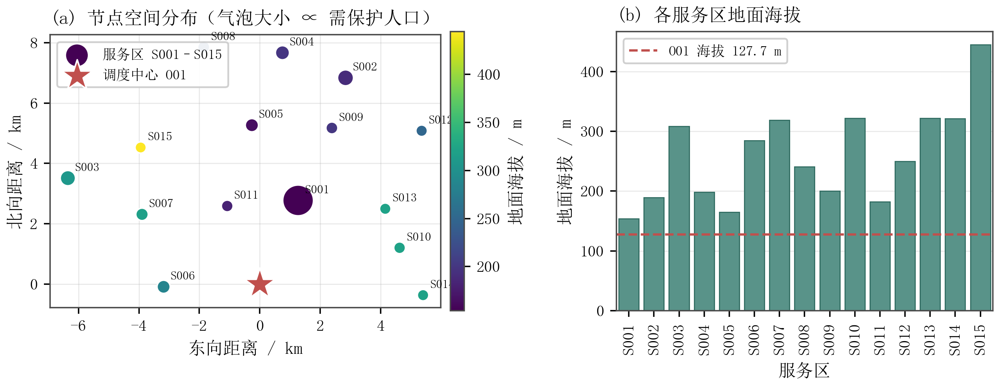 (a) 节点空间分布（气泡大小 ∝ 需保护人口）
服务区 S001-S015
调度中心 O01
S008
S004
S002
S005
S009
S012
S015
S003
S011
S001
S007
S013
S010
S006
S014
8
6
4
2
0
北向距离 / km
−6
−4
−2
0
2
4
东向距离 / km
400
350
300
250
200
地面海拔 / m
(b) 各服务区地面海拔
O01 海拔 127.7 m
400
300
200
100
0
地面海拔 / m
S001
S002
S003
S004
S005
S006
S007
S008
S009
S010
S011
S012
S013
S014
S015
服务区